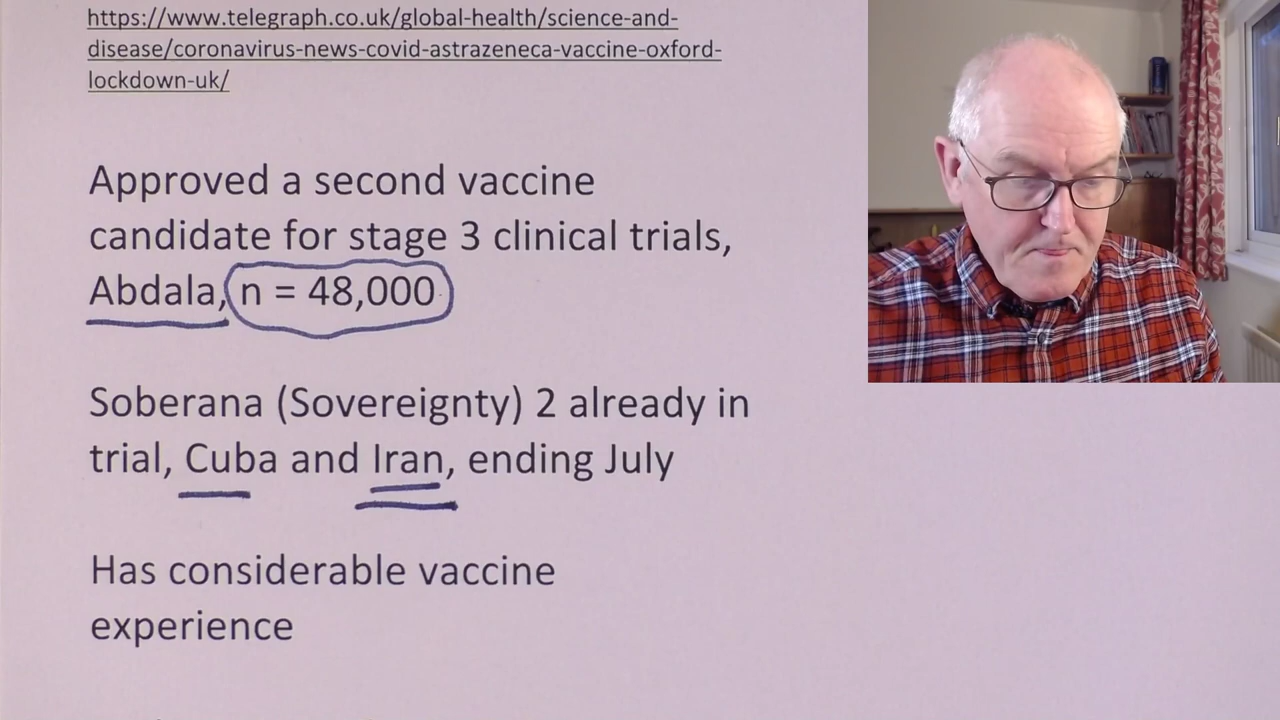 https://www.telegraph.co.uk/global-health/science-and-
disease/coronavirus-news-covid-astrazeneca-vaccine-oxford-
lockdown-uk/
Approved a second vaccine
candidate for stage 3 clinical trials,
Abdala, n = 48,000
Soberana (Sovereignty) 2 already in
trial, Cuba and Iran, ending July
Has considerable vaccine
experience